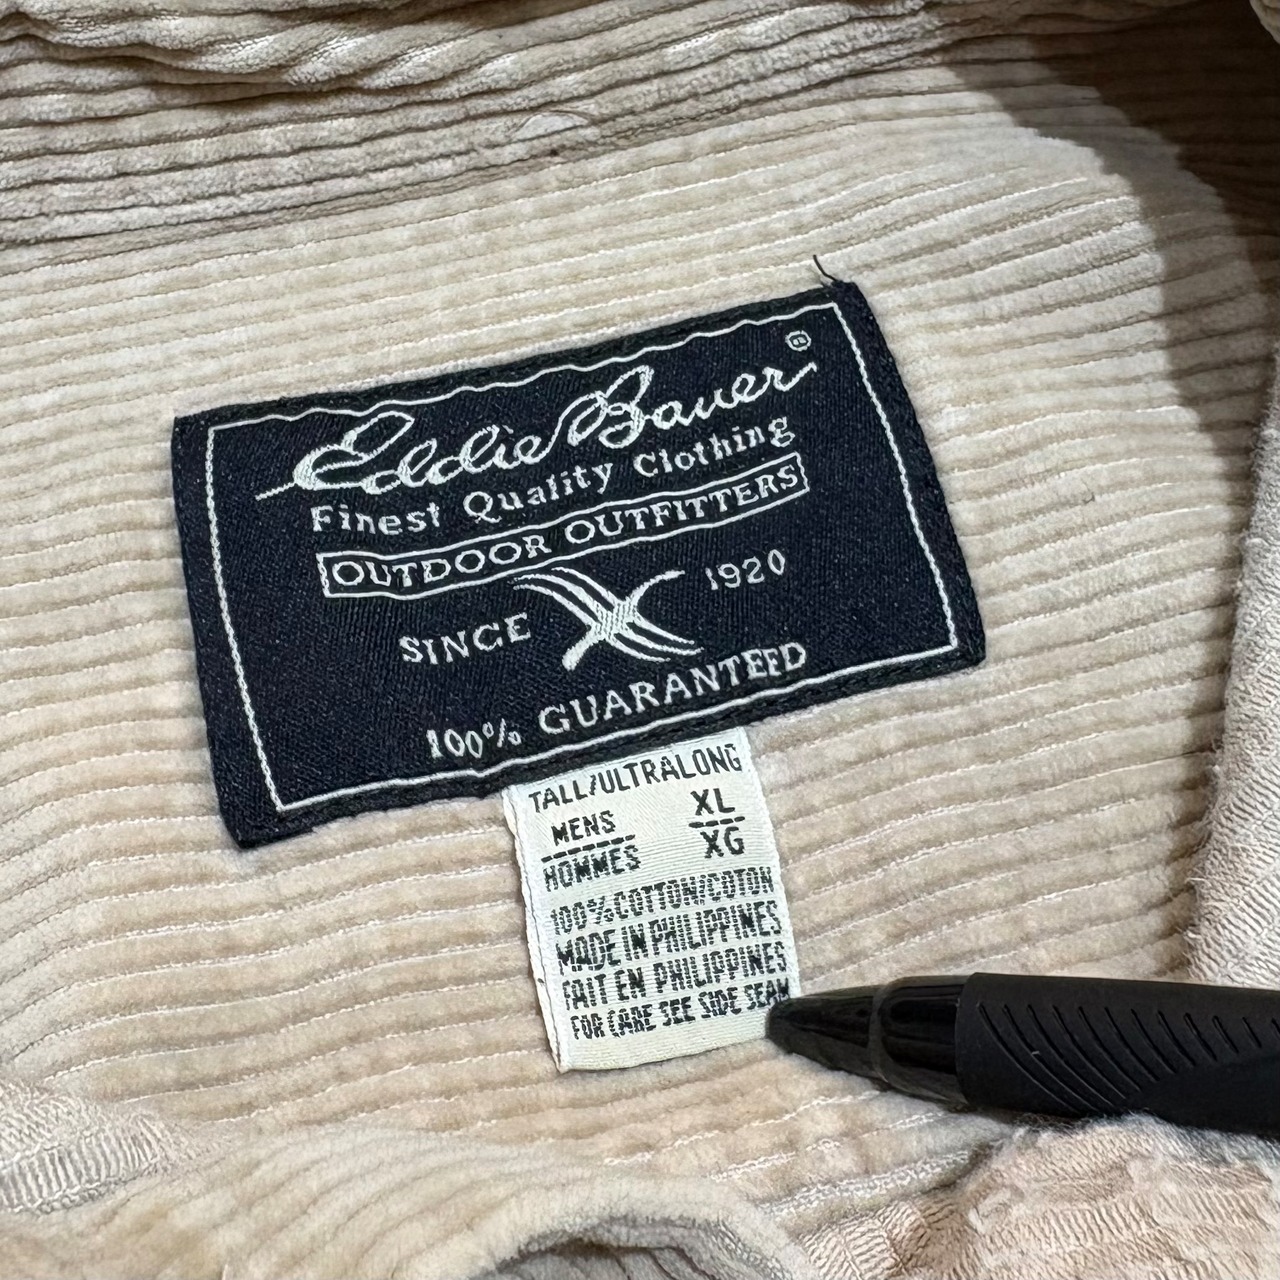 Eddie Bauer®
Finest Quality Clothing
OUTDOOR OUTFITTERS
SINCE 1920
100% GUARANTEED
TALL/ULTRALONG
MENS XL
HOMMES XG
100% COTTON/COTON
MADE IN PHILIPPINES
FAIT EN PHILIPPINES
FOR CARE SEE SIDE SEAM